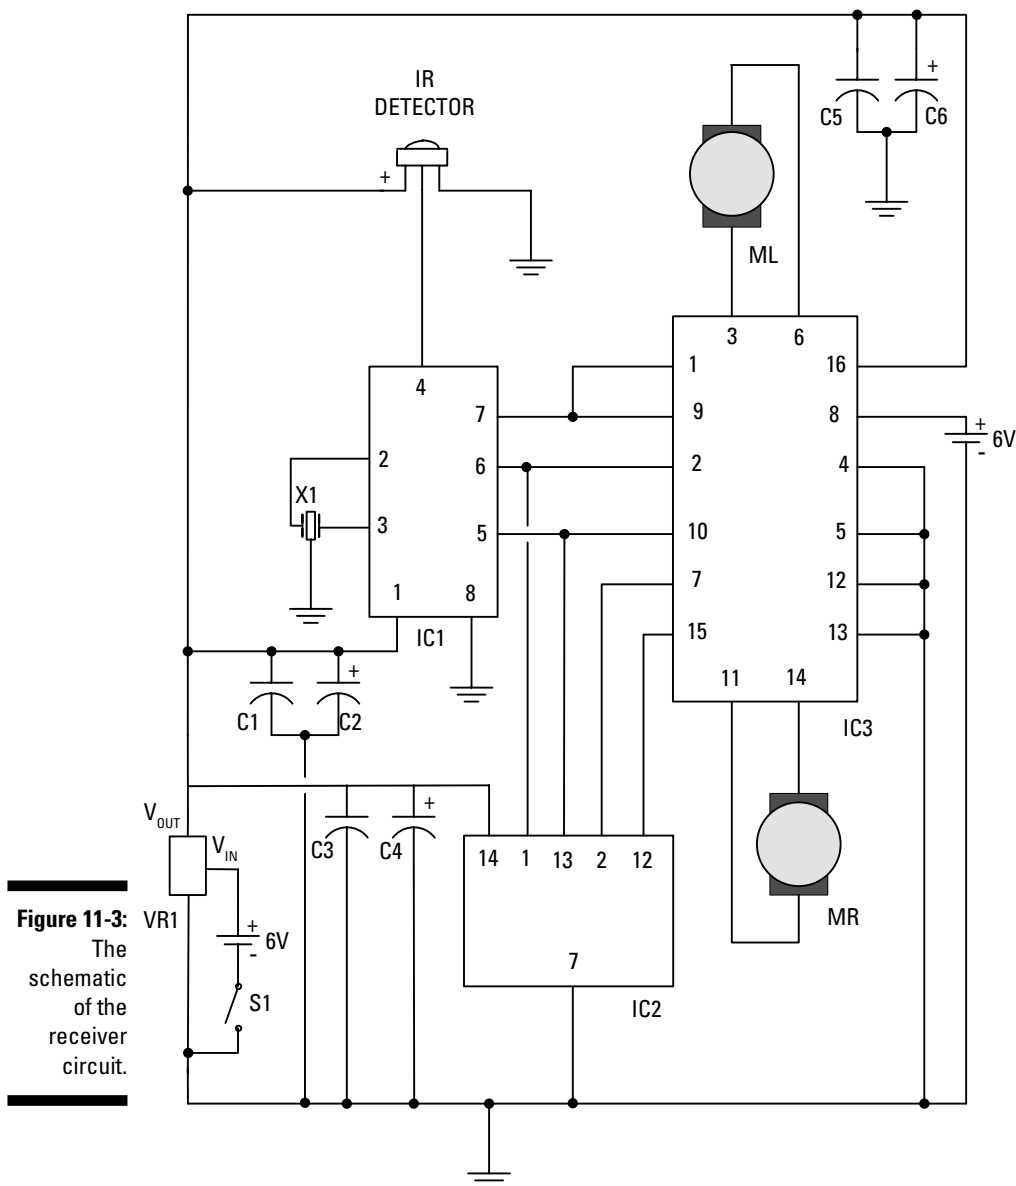 IR
DETECTOR
+
+
C5
C6
ML
3
6
1
16
4
7
9
8
+
6V
-
2
6
2
4
X1
3
5
10
5
7
12
1
8
15
13
IC1
11
14
+
C1
C2
IC3
V OUT
+
V IN
C3
C4
14
1
13
2
12
VR1
MR
+
6V
-
7
S1
IC2
Figure 11-3:
The
schematic
of the
receiver
circuit.